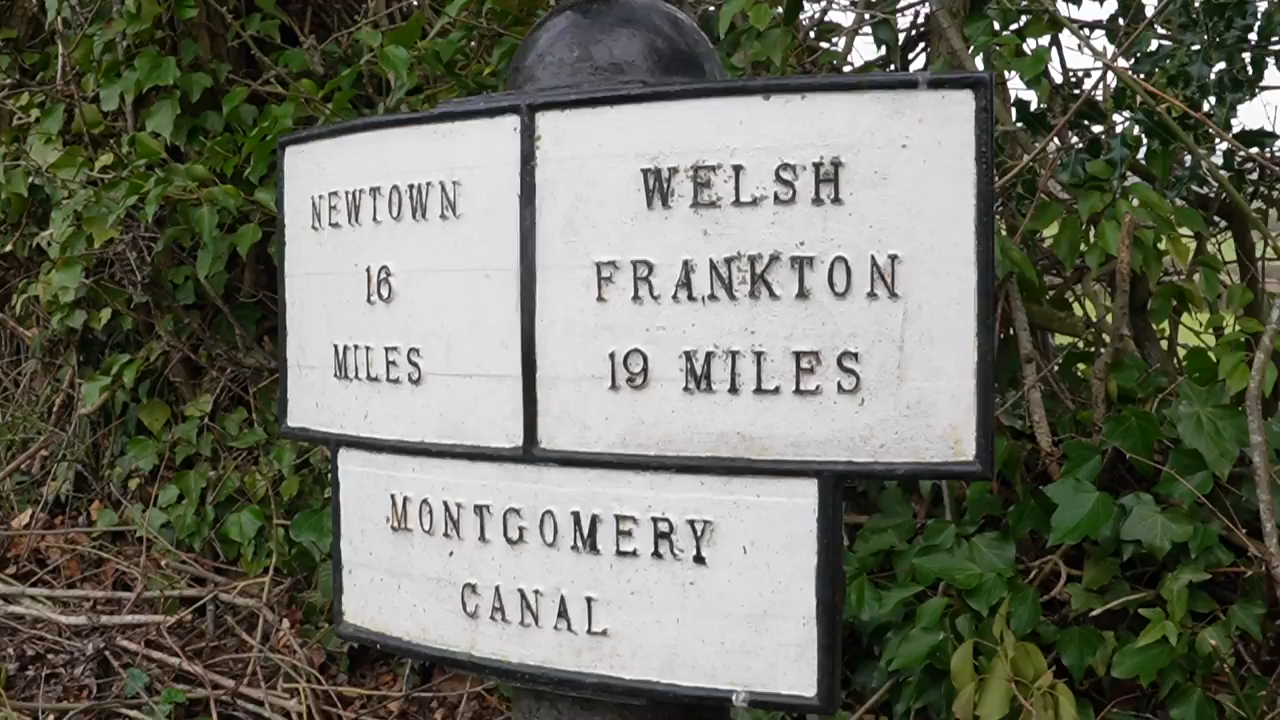 NEWTOWN
16
MILES
WELSH
FRANKTON
19 MILES
MONTGOMERY
CANAL